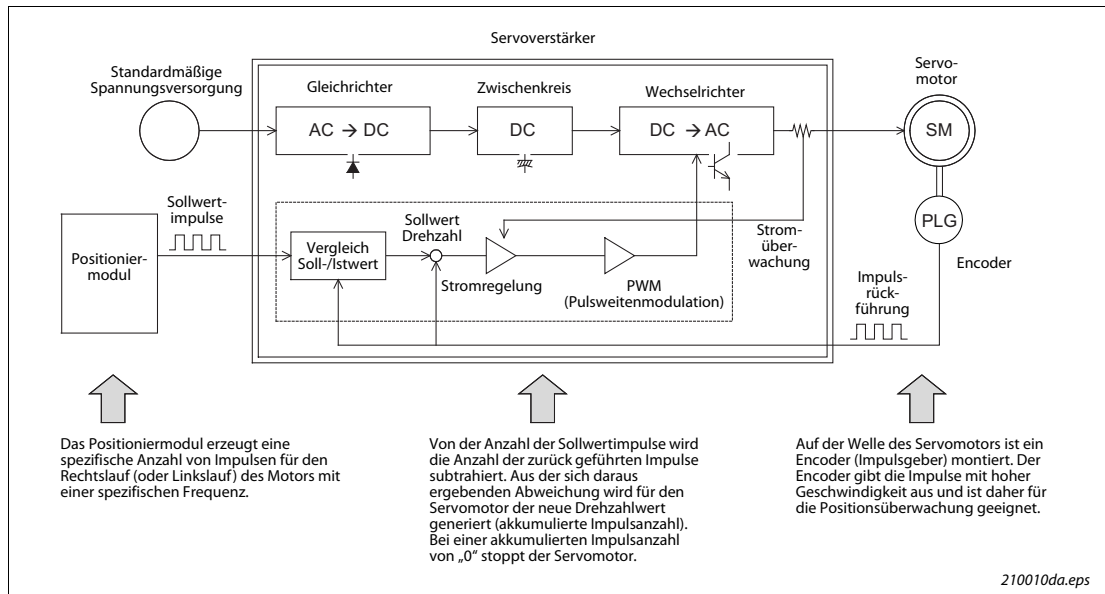 Servoverstärker
Standardmäßige
Spannungsversorgung
Gleichrichter
Zwischenkreis
Wechselrichter
Servo-
motor
AC → DC
DC
DC → AC
SM
Sollwert-
impulse
Positionier-
modul
Vergleich
Soll-/Istwert
Sollwert
Drehzahl
Stromregelung
PWM
(Pulsweitenmodulation)
Strom-
über-
wachung
PLG
Encoder
Impuls-
rück-
führung
Das Positioniermodul erzeugt eine
spezifische Anzahl von Impulsen für den
Rechtslauf (oder Linkslauf) des Motors mit
einer spezifischen Frequenz.
Von der Anzahl der Sollwertimpulse wird
die Anzahl der zurück geführten Impulse
subtrahiert. Aus der sich daraus
ergebenden Abweichung wird für den
Servomotor der neue Drehzahlwert
generiert (akkumulierte Impulsanzahl).
Bei einer akkumulierten Impulsanzahl
von „0“ stoppt der Servomotor.
Auf der Welle des Servomotors ist ein
Encoder (Impulsgeber) montiert. Der
Encoder gibt die Impulse mit hoher
Geschwindigkeit aus und ist daher für
die Positionsüberwachung geeignet.
210010da.eps